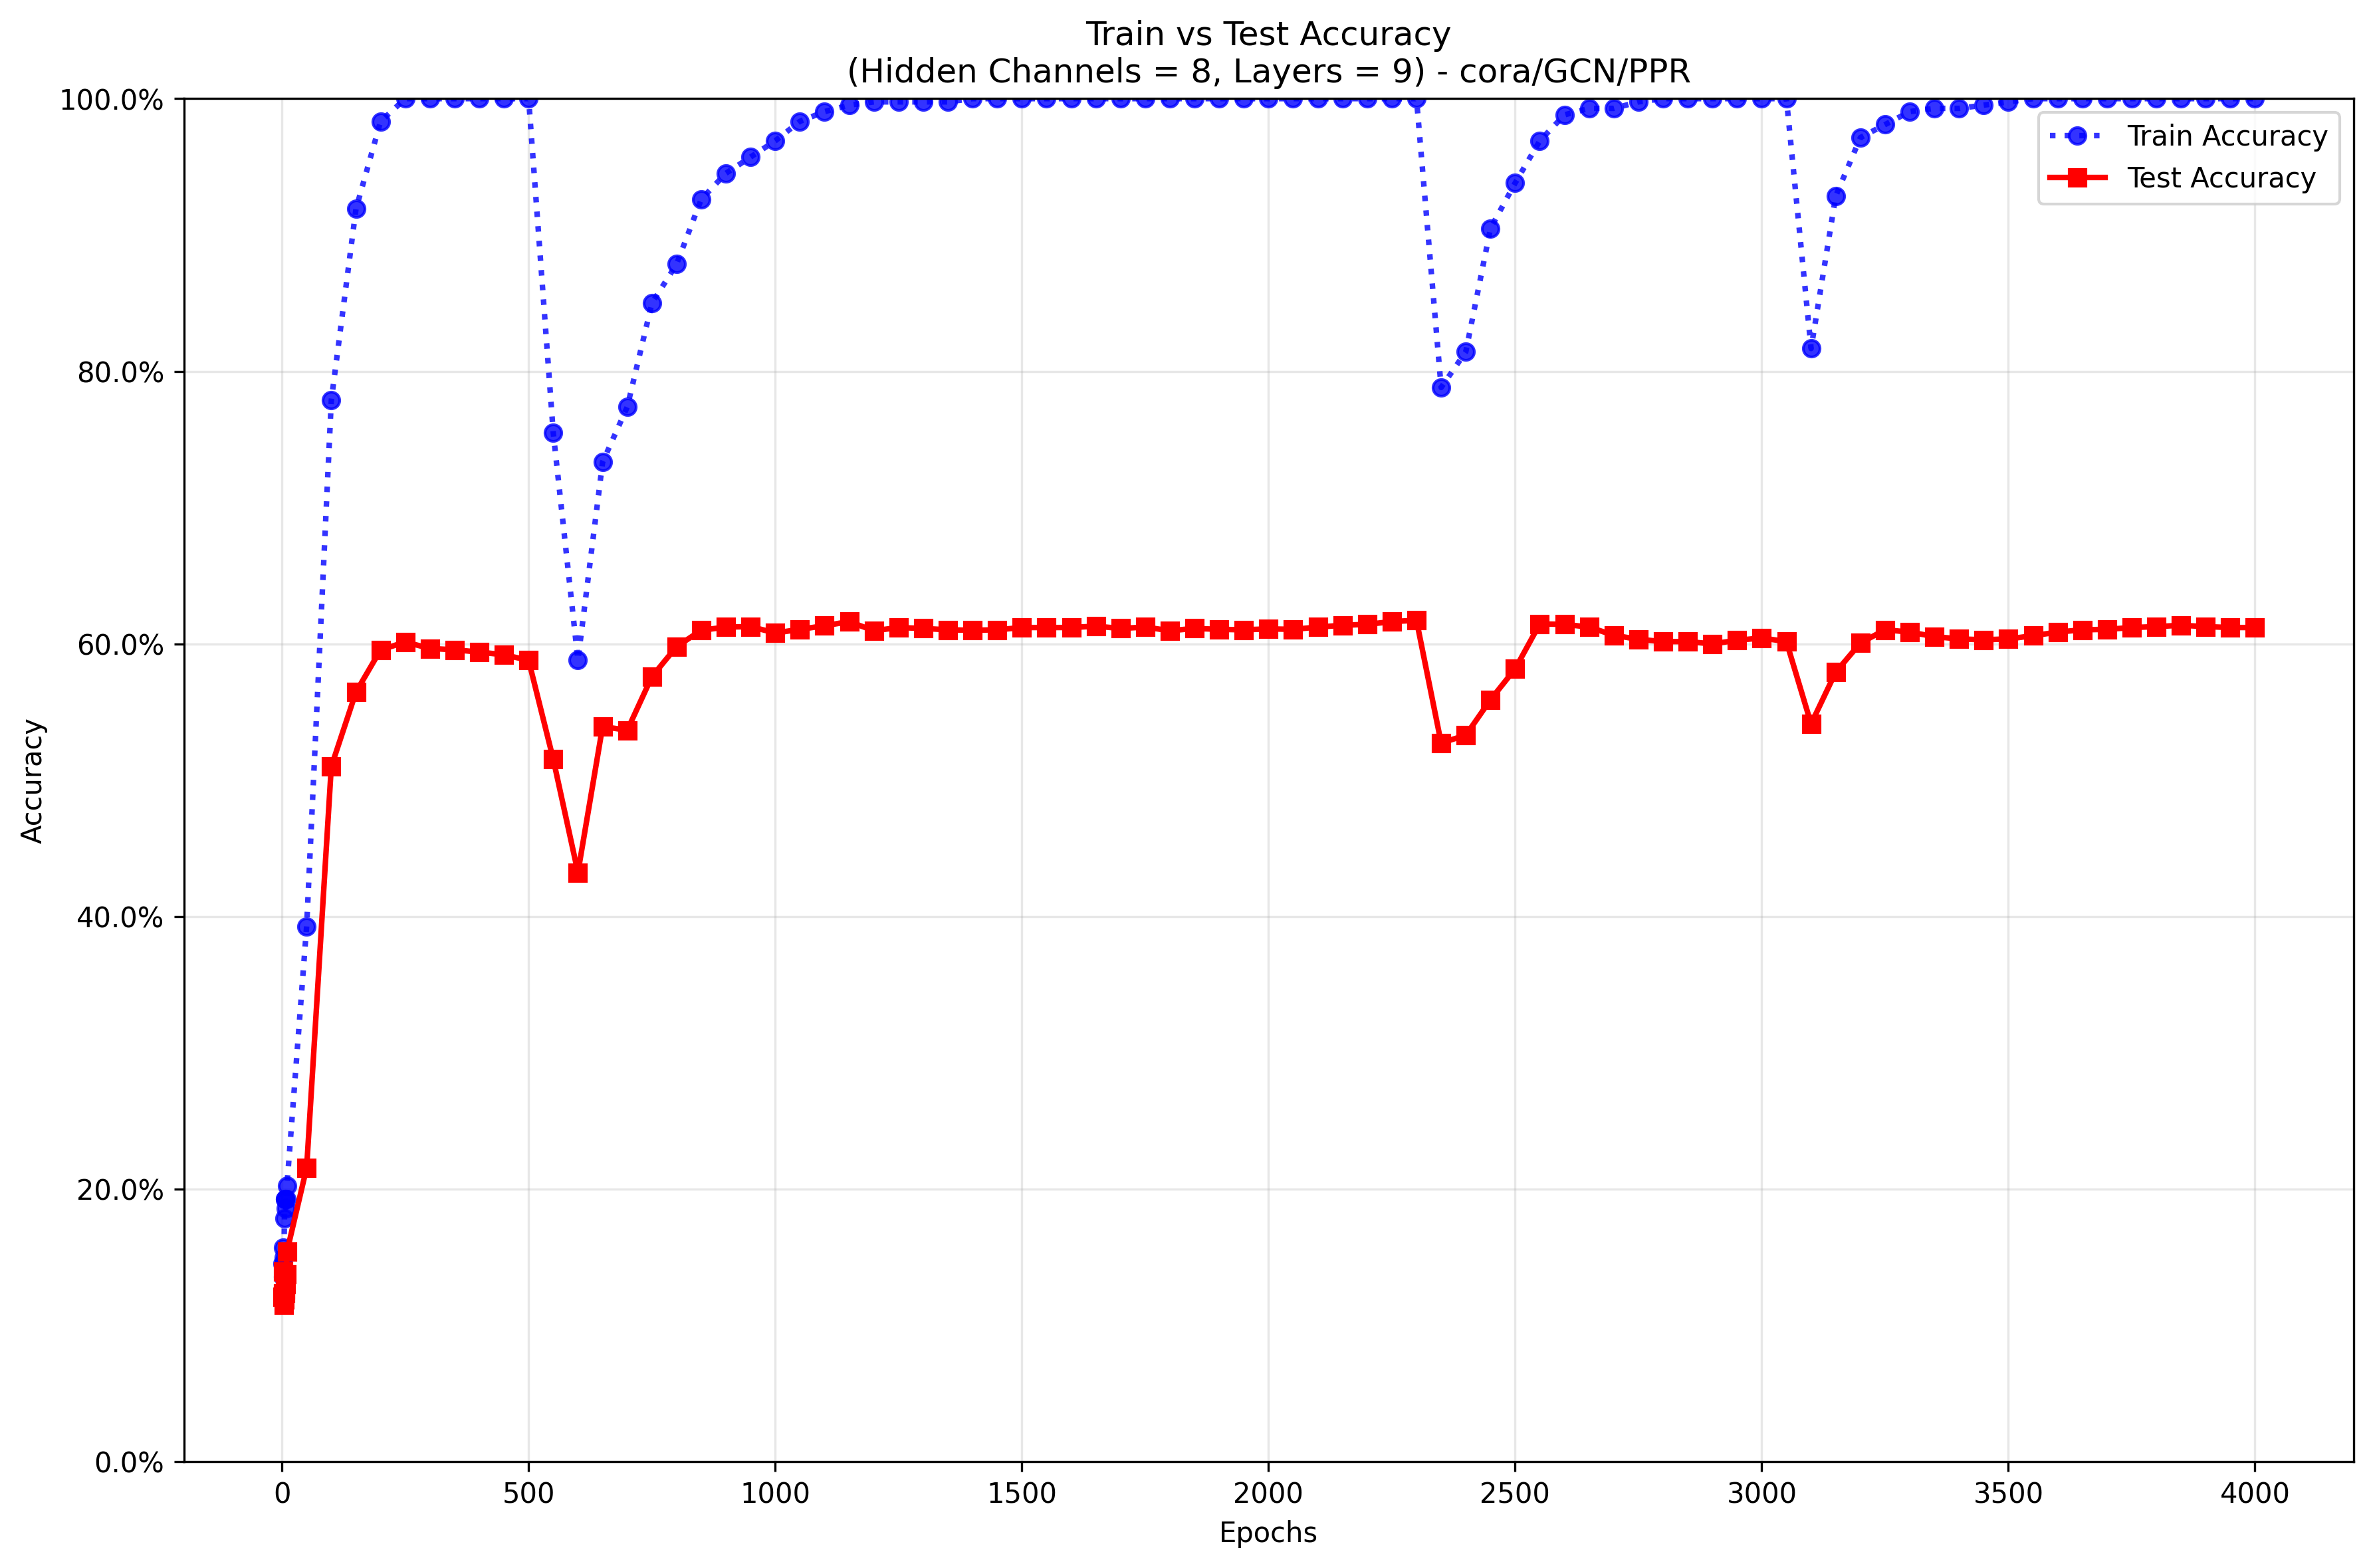 Train vs Test Accuracy
(Hidden Channels = 8, Layers = 9) - cora/GCN/PPR
100.0%
80.0%
60.0%
40.0%
20.0%
0.0%
Accuracy
Train Accuracy
Test Accuracy
0 500 1000 1500 2000 2500 3000 3500 4000
Epochs